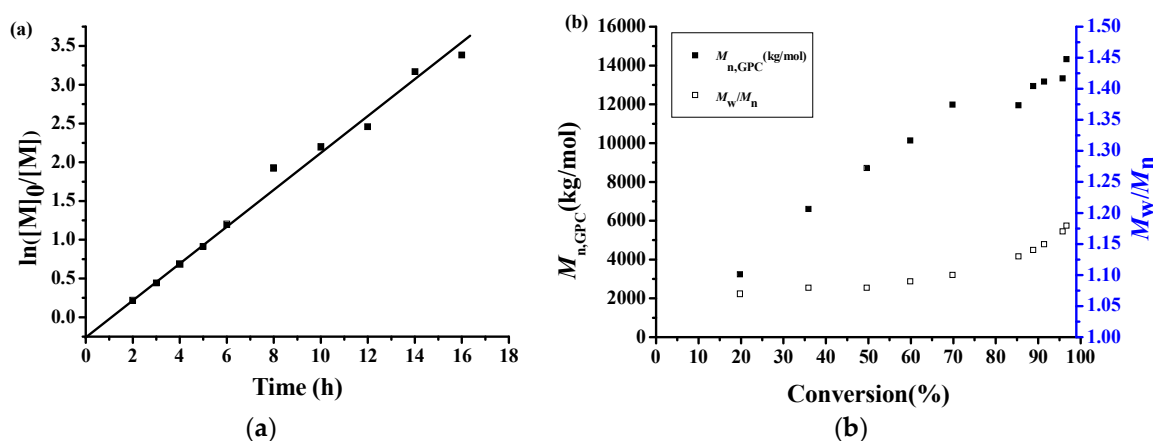 (a)
ln([M]0/[M])
3.5
3.0
2.5
2.0
1.5
1.0
0.5
0.0
0 2 4 6 8 10 12 14 16 18
Time (h)
(a)
(b)
Mn,GPC(kg/mol)
16000
14000
12000
10000
8000
6000
4000
2000
0
Mn,GPC(kg/mol)
Mw/Mn
1.50
1.45
1.40
1.35
1.30
1.25
1.20
1.15
1.10
1.05
1.00
Mw/Mn
0 10 20 30 40 50 60 70 80 90 100
Conversion(%)
(b)